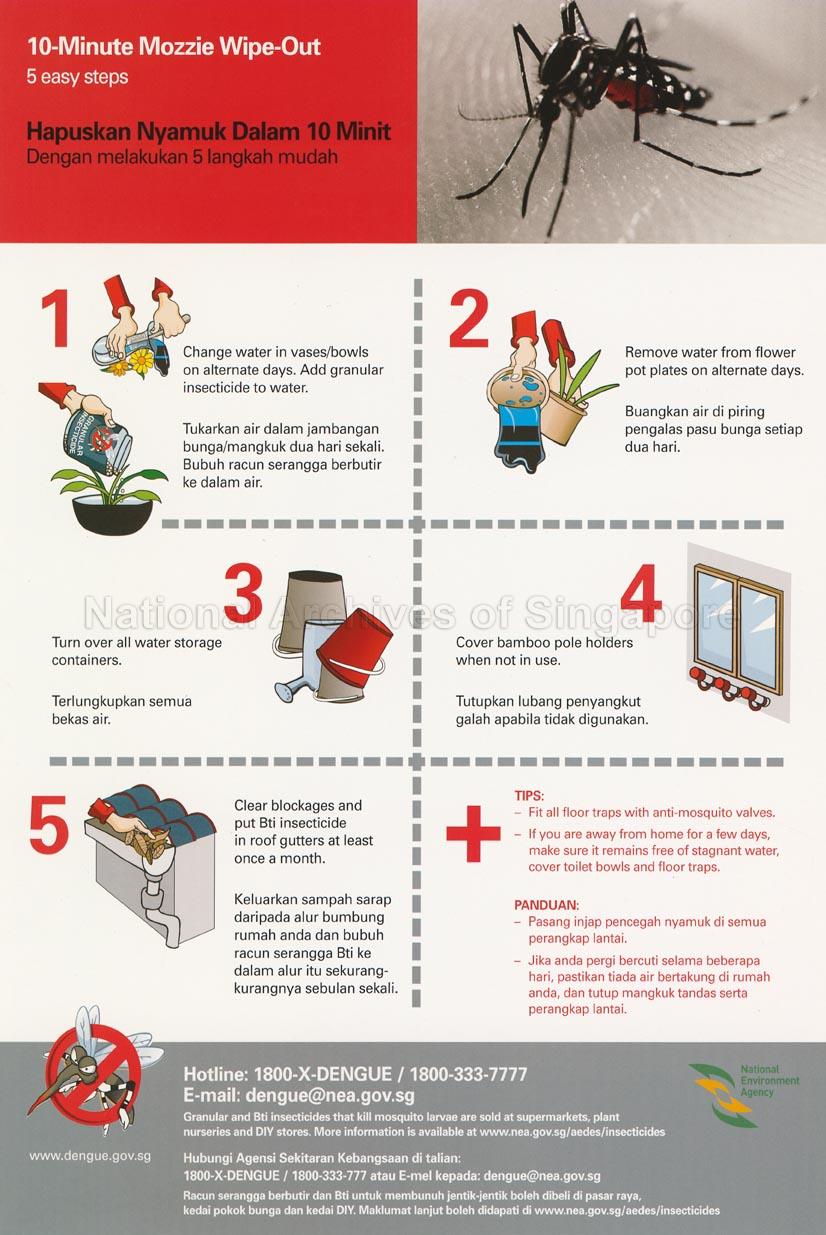 10-Minute Mozzie Wipe-Out
5 easy steps
Hapuskan Nyamuk Dalam 10 Minit
Dengan melakukan 5 langkah mudah
1
Change water in vases/bowls
on alternate days. Add granular
insecticide to water.
Tukarkan air dalam jambangan
bunga/mangkuk dua hari sekali.
Bubuh racun serangga berbutir
ke dalam air.
GRANULAR
INSECTICIDE
2
Remove water from flower
pot plates on alternate days.
Buangkan air di piring
pengalas pasu bunga setiap
dua hari.
3
Turn over all water storage
containers.
Terlungkupkan semua
bekas air.
4
Cover bamboo pole holders
when not in use.
Tutupkan lubang penyangkut
galah apabila tidak digunakan.
National Archives of Singapore
5
Clear blockages and
put Bti insecticide
in roof gutters at least
once a month.
Keluarkan sampah sarap
daripada alur bumbung
rumah anda dan bubuh
racun serangga Bti ke
dalam alur itu sekurang-
kurangnya sebulan sekali.
+
TIPS:
– Fit all floor traps with anti-mosquito valves.
– If you are away from home for a few days,
make sure it remains free of stagnant water,
cover toilet bowls and floor traps.
PANDUAN:
– Pasang injap pencegah nyamuk di semua
perangkap lantai.
– Jika anda pergi bercuti selama beberapa
hari, pastikan tiada air bertakung di rumah
anda, dan tutup mangkuk tandas serta
perangkap lantai.
www.dengue.gov.sg
Hotline: 1800-X-DENGUE / 1800-333-7777
E-mail: dengue@nea.gov.sg
Granular and Bti insecticides that kill mosquito larvae are sold at supermarkets, plant
nurseries and DIY stores. More information is available at www.nea.gov.sg/aedes/insecticides
Hubungi Agensi Sekitaran Kebangsaan di talian:
1800-X-DENGUE / 1800-333-777 atau E-mel kepada: dengue@nea.gov.sg
Racun serangga berbutir dan Bti untuk membunuh jentik-jentik boleh dibeli di pasar raya,
kedai pokok bunga dan kedai DIY. Maklumat lanjut boleh didapati di www.nea.gov.sg/aedes/insecticides
National
Environment
Agency